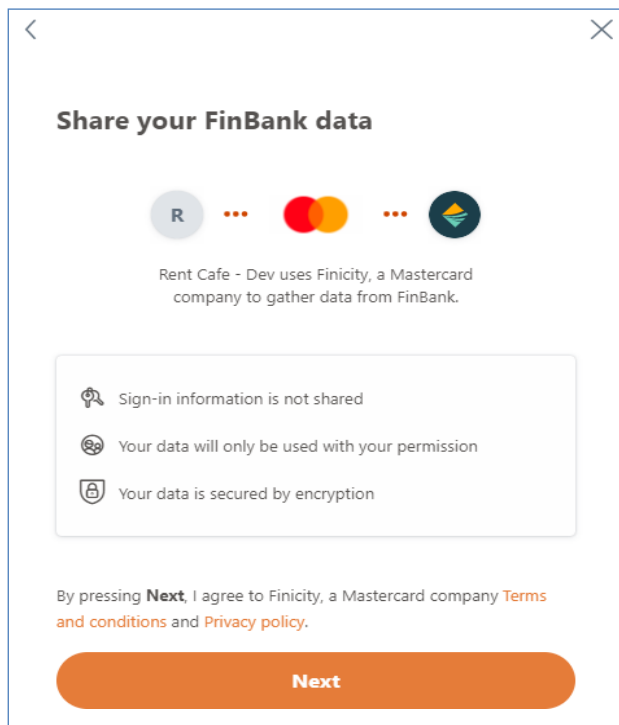 Share your FinBank data
R
Rent Cafe - Dev uses Finicity, a Mastercard
company to gather data from FinBank.
Sign-in information is not shared
Your data will only be used with your permission
Your data is secured by encryption
By pressing Next, I agree to Finicity, a Mastercard company Terms
and conditions and Privacy policy.
Next